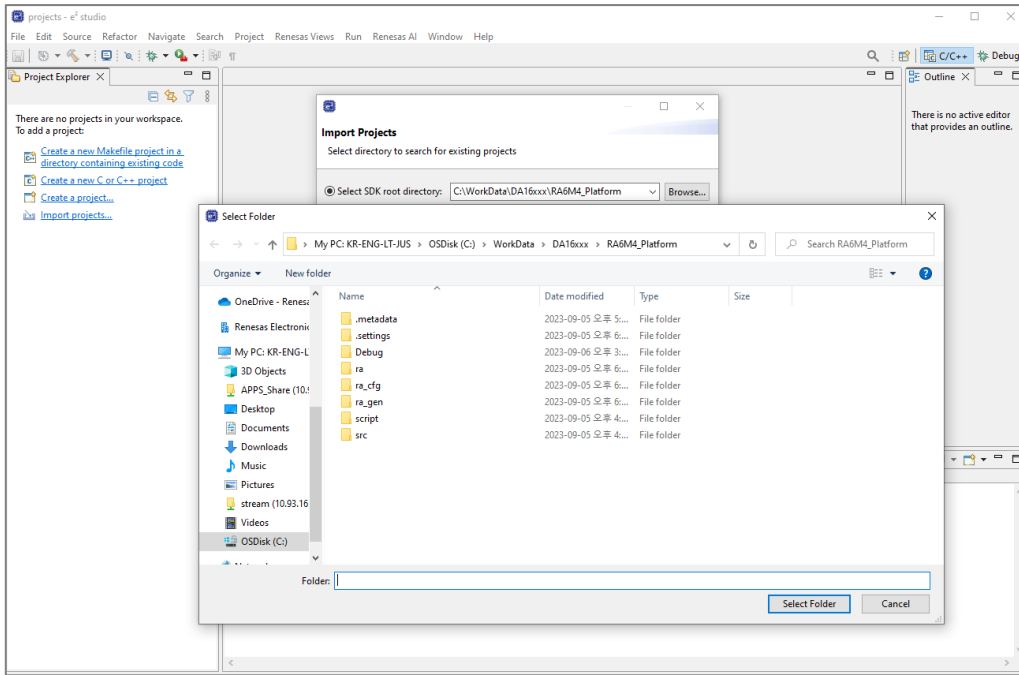 projects - e² studio
File Edit Source Refactor Navigate Search Project Renesas Views Run Renesas AI Window Help
C/C++ Debug
Project Explorer
Outline
There are no projects in your workspace.
To add a project:
Create a new Makefile project in a
directory containing existing code
Create a new C or C++ project
Create a project...
Import projects...
There is no active editor
that provides an outline.
Import Projects
Select directory to search for existing projects
Select SDK root directory: C:\WorkData\DA16xxx\RA6M4_Platform Browse...
Select Folder
My PC: KR-ENG-LT-JUS › OSDisk (C:) › WorkData › DA16xxx › RA6M4_Platform
Search RA6M4_Platform
Organize New folder
OneDrive - Renesa
Renesas Electronic
My PC: KR-ENG-L
3D Objects
APPS_Share (10.
Desktop
Documents
Downloads
Music
Pictures
stream (10.93.16
Videos
OSDisk (C:)
Name Date modified Type Size
.metadata 2023-09-05 오후 5:... File folder
.settings 2023-09-05 오후 6:... File folder
Debug 2023-09-06 오후 3:... File folder
ra 2023-09-05 오후 6:... File folder
ra_cfg 2023-09-05 오후 6:... File folder
ra_gen 2023-09-05 오후 6:... File folder
script 2023-09-05 오후 4:... File folder
src 2023-09-05 오후 4:... File folder
Folder:
Select Folder Cancel